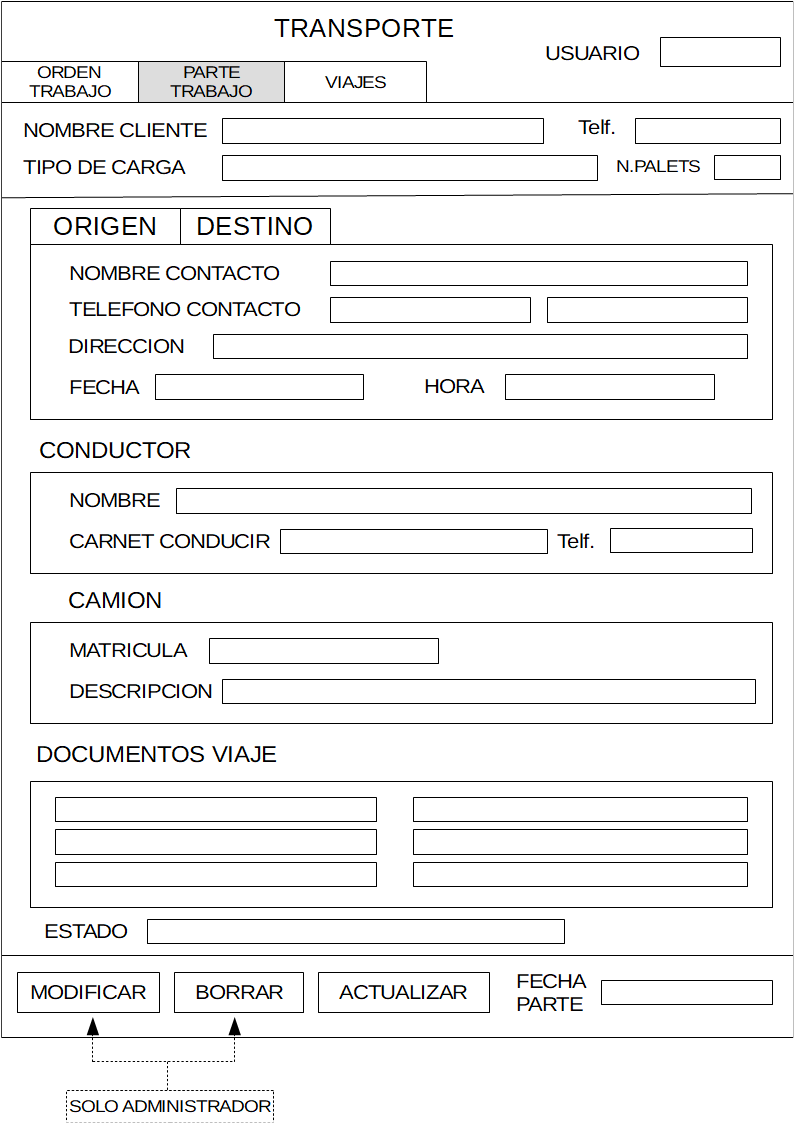 TRANSPORTE
USUARIO
ORDEN
TRABAJO
PARTE
TRABAJO
VIAJES
NOMBRE CLIENTE
Telf.
TIPO DE CARGA
N.PALETS
ORIGEN
DESTINO
NOMBRE CONTACTO
TELEFONO CONTACTO
DIRECCION
FECHA
HORA
CONDUCTOR
NOMBRE
CARNET CONDUCIR
Telf.
CAMION
MATRICULA
DESCRIPCION
DOCUMENTOS VIAJE
ESTADO
MODIFICAR
BORRAR
ACTUALIZAR
FECHA
PARTE
SOLO ADMINISTRADOR